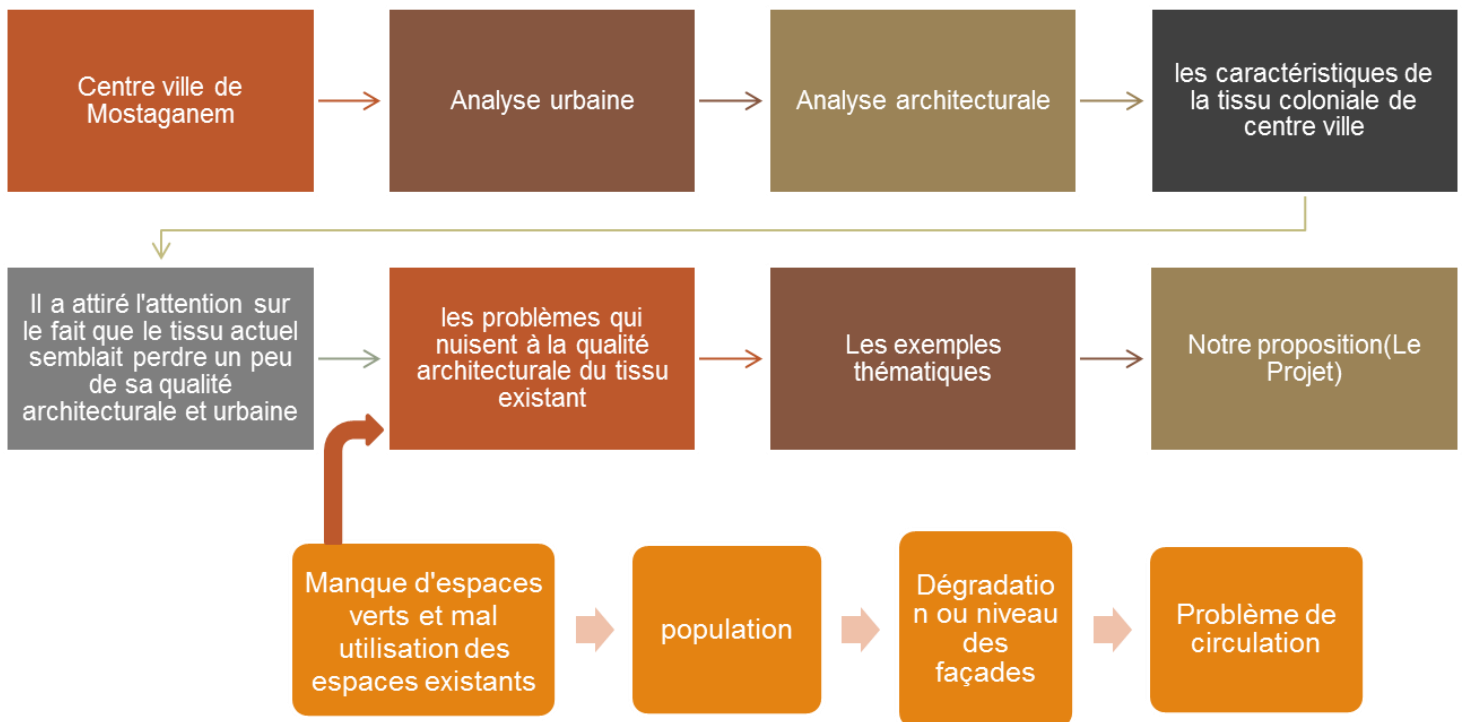 Centre ville de
Mostaganem
Analyse urbaine
Analyse architecturale
les caractéristiques de
la tissu coloniale de
centre ville
Il a attiré l'attention sur
le fait que le tissu actuel
semblait perdre un peu
de sa qualité
architecturale et urbaine
les problèmes qui
nuisent à la qualité
architecturale du tissu
existant
Les exemples
thématiques
Notre proposition(Le
Projet)
Manque d'espaces
verts et mal
utilisation des
espaces existants
population
Dégradatio
n ou niveau
des
façades
Problème de
circulation